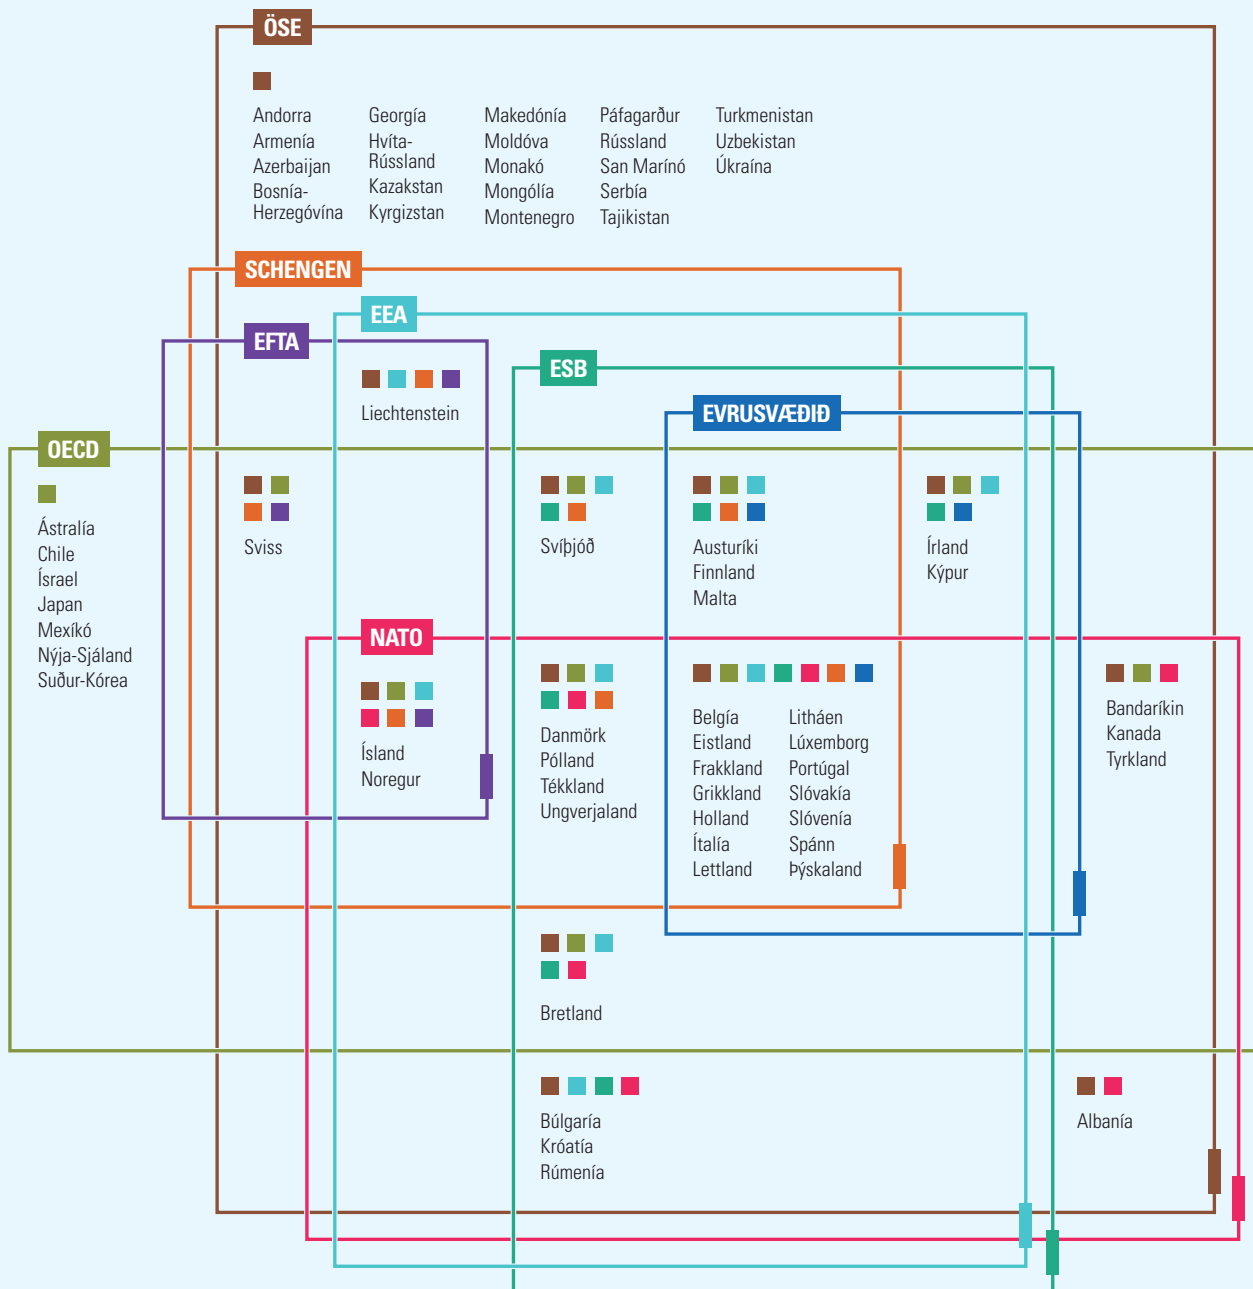 ÖSE
Andorra
Armenía
Azerbaijan
Bosnía-
Herzegóvína
Georgía
Hvíta-
Rússland
Kazakstan
Kyrgizstan
Makedónía
Moldóva
Monakó
Mongólía
Montenegro
Páfagarður
Rússland
San Marínó
Serbía
Tajikistan
Turkmenistan
Uzbekistan
Úkraína
SCHENGEN
EEA
EFTA
Liechtenstein
ESB
EVRUSVÆÐIÐ
OECD
Ástralía
Chile
Ísrael
Japan
Mexíkó
Nýja-Sjáland
Suður-Kórea
Sviss
Svíþjóð
Austuríki
Finnland
Malta
Írland
Kýpur
NATO
Ísland
Noregur
Danmörk
Pólland
Tékkland
Ungverjaland
Belgía
Eistland
Frakkland
Grikkland
Holland
Ítalía
Lettland
Litháen
Lúxemborg
Portúgal
Slóvakía
Slóvenía
Spánn
Þýskaland
Bandaríkin
Kanada
Tyrkland
Bretland
Búlgaría
Króatía
Rúmenía
Albanía